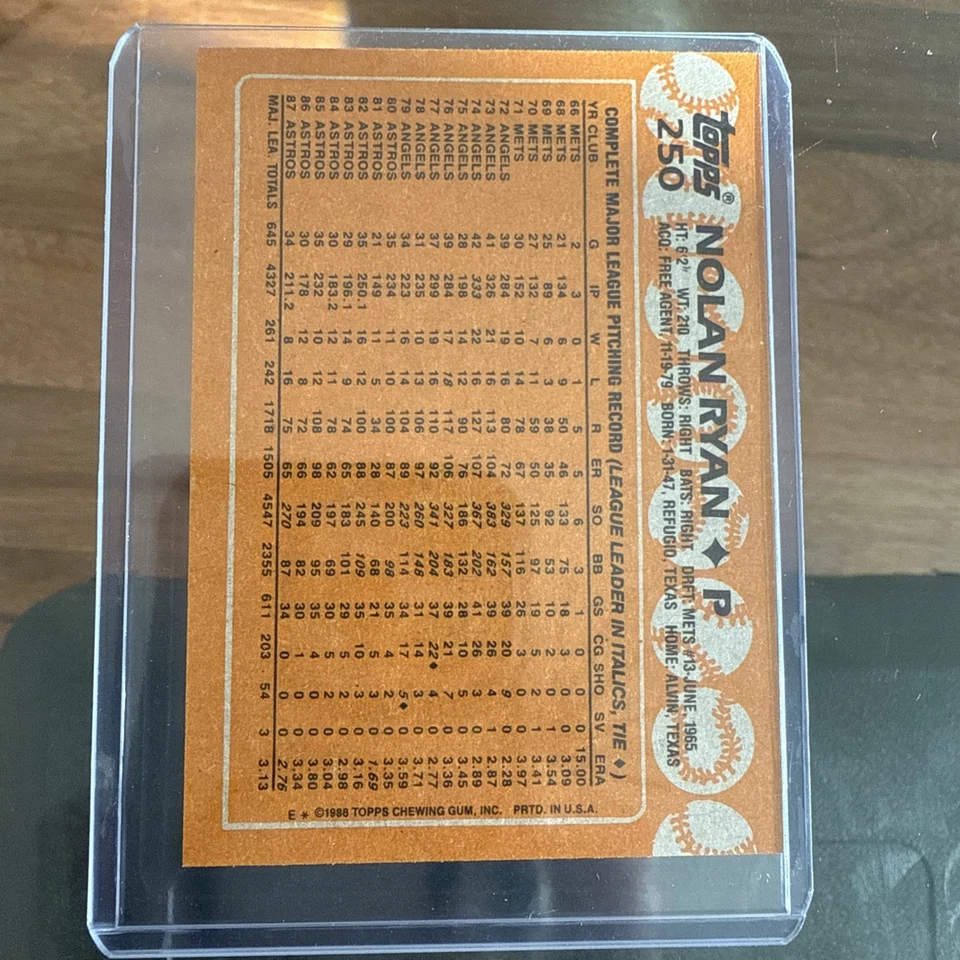 topps®
250
NOLAN RYAN ♦ P
HT: 6'2" WT: 210 THROWS: RIGHT BATS: RIGHT DRFT: METS #13-JUNE, 1965
ACQ: FREE AGENT, 11-19-79 BORN: 1-31-47, REFUGIO, TEXAS HOME: ALVIN, TEXAS
COMPLETE MAJOR LEAGUE PITCHING RECORD (LEAGUE LEADER IN ITALICS, TIE ♦)
YR CLUB G IP W L R ER SO BB GS CG SHO SV ERA
66 METS 2 3 0 1 5 5 6 3 1 0 0 0 15.00
68 METS 21 134 6 9 50 46 133 75 18 3 0 0 3.09
69 METS 25 89 6 3 38 35 92 53 10 2 0 1 3.54
70 METS 27 132 7 11 59 50 125 97 19 5 2 1 3.41
71 METS 30 152 10 14 78 67 137 116 26 3 0 0 3.97
72 ANGELS 39 284 19 16 80 72 329 157 39 20 9 0 2.28
73 ANGELS 41 326 21 16 113 104 383 162 39 26 4 1 2.87
74 ANGELS 42 333 22 16 127 107 367 202 41 26 3 0 2.89
75 ANGELS 28 198 14 12 90 76 186 132 28 10 5 0 3.45
76 ANGELS 39 284 17 18 117 106 327 183 39 21 7 0 3.36
77 ANGELS 37 299 19 16 110 92 341 204 37 22♦ 4 0 2.77
78 ANGELS 31 235 10 13 106 97 260 148 31 14 3 0 3.71
79 ANGELS 34 223 16 14 104 89 223 114 34 17 5♦ 0 3.59
80 ASTROS 35 234 11 10 100 87 200 98 35 4 2 0 3.35
81 ASTROS 21 149 11 5 34 28 140 68 21 5 3 0 1.69
82 ASTROS 35 250.1 16 12 100 88 245 109 35 10 3 0 3.16
83 ASTROS 29 196.1 14 9 74 65 183 101 29 5 2 0 2.98
84 ASTROS 30 183.2 12 11 78 62 197 69 30 5 2 0 3.04
85 ASTROS 35 232 10 12 108 98 209 95 35 4 0 0 3.80
86 ASTROS 30 178 12 8 72 66 194 82 30 1 0 0 3.34
87 ASTROS 34 211.2 8 16 75 65 270 87 34 0 0 0 2.76
MAJ. LEA. TOTALS 645 4327 261 242 1718 1505 4547 2355 611 203 54 3 3.13
E * ©1988 TOPPS CHEWING GUM, INC. PRTD. IN U.S.A.